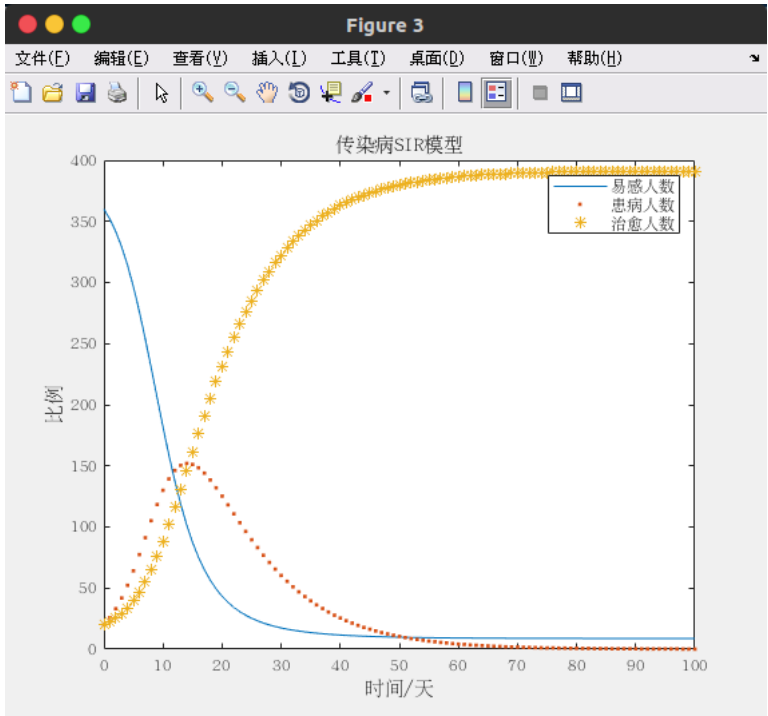 Figure 3
文件(F) 编辑(E) 查看(V) 插入(I) 工具(T) 桌面(D) 窗口(W) 帮助(H)
传染病SIR模型
400
350
300
250
200
150
100
50
0
比例
易感人数
患病人数
治愈人数
0 10 20 30 40 50 60 70 80 90 100
时间/天